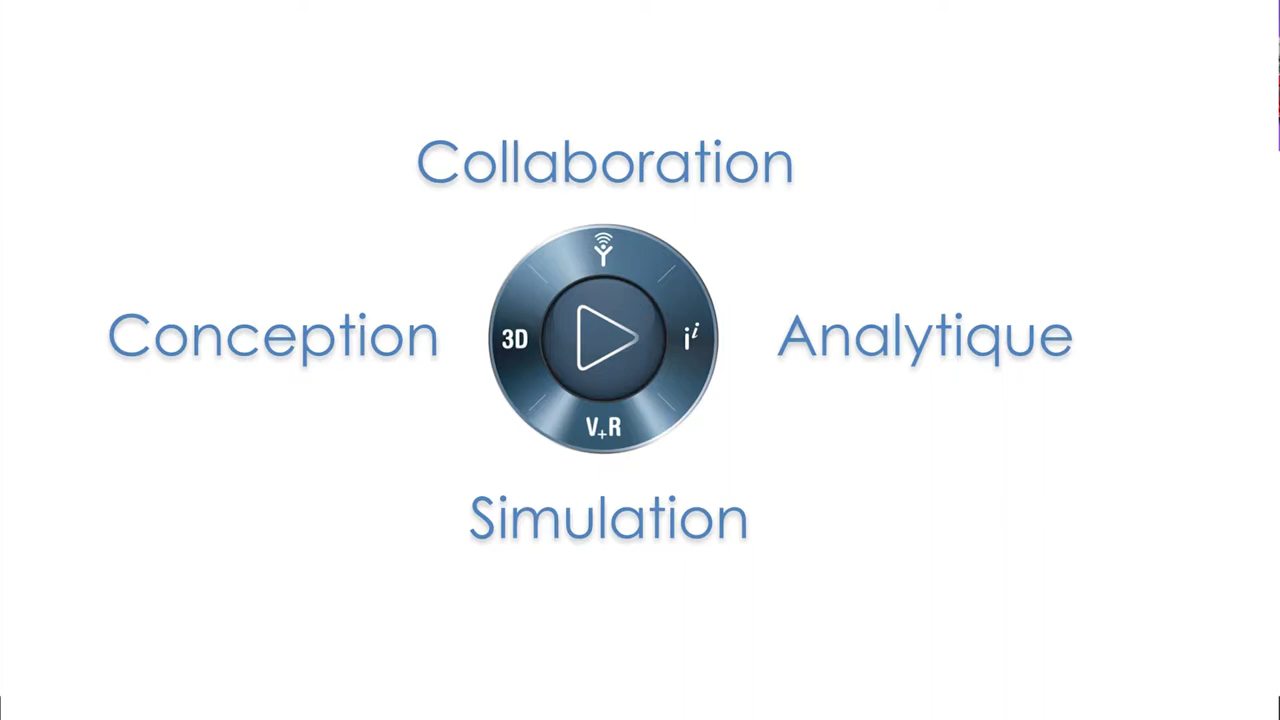 Collaboration
Conception
3D
i i
Analytique
V+R
Simulation